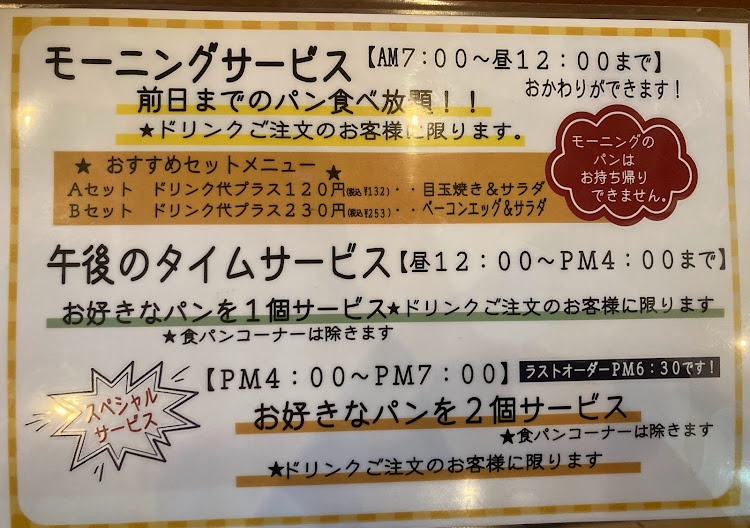 モーニングサービス【AM7:00～昼12:00まで】
おかわりができます！
前日までのパン食べ放題！！
★ドリンクご注文のお客様に限ります。
モーニングの
パンは
お持ち帰り
できません。
★ おすすめセットメニュー ★
Aセット ドリンク代プラス120円(税込¥132)・・目玉焼き＆サラダ
Bセット ドリンク代プラス230円(税込¥253)・・ベーコンエッグ＆サラダ
午後のタイムサービス【昼12:00～PM4:00まで】
お好きなパンを1個サービス★ドリンクご注文のお客様に限ります
★食パンコーナーは除きます
スペシャル
サービス
【PM4:00～PM7:00】 ラストオーダーPM6:30です！
お好きなパンを2個サービス
★食パンコーナーは除きます
★ドリンクご注文のお客様に限ります